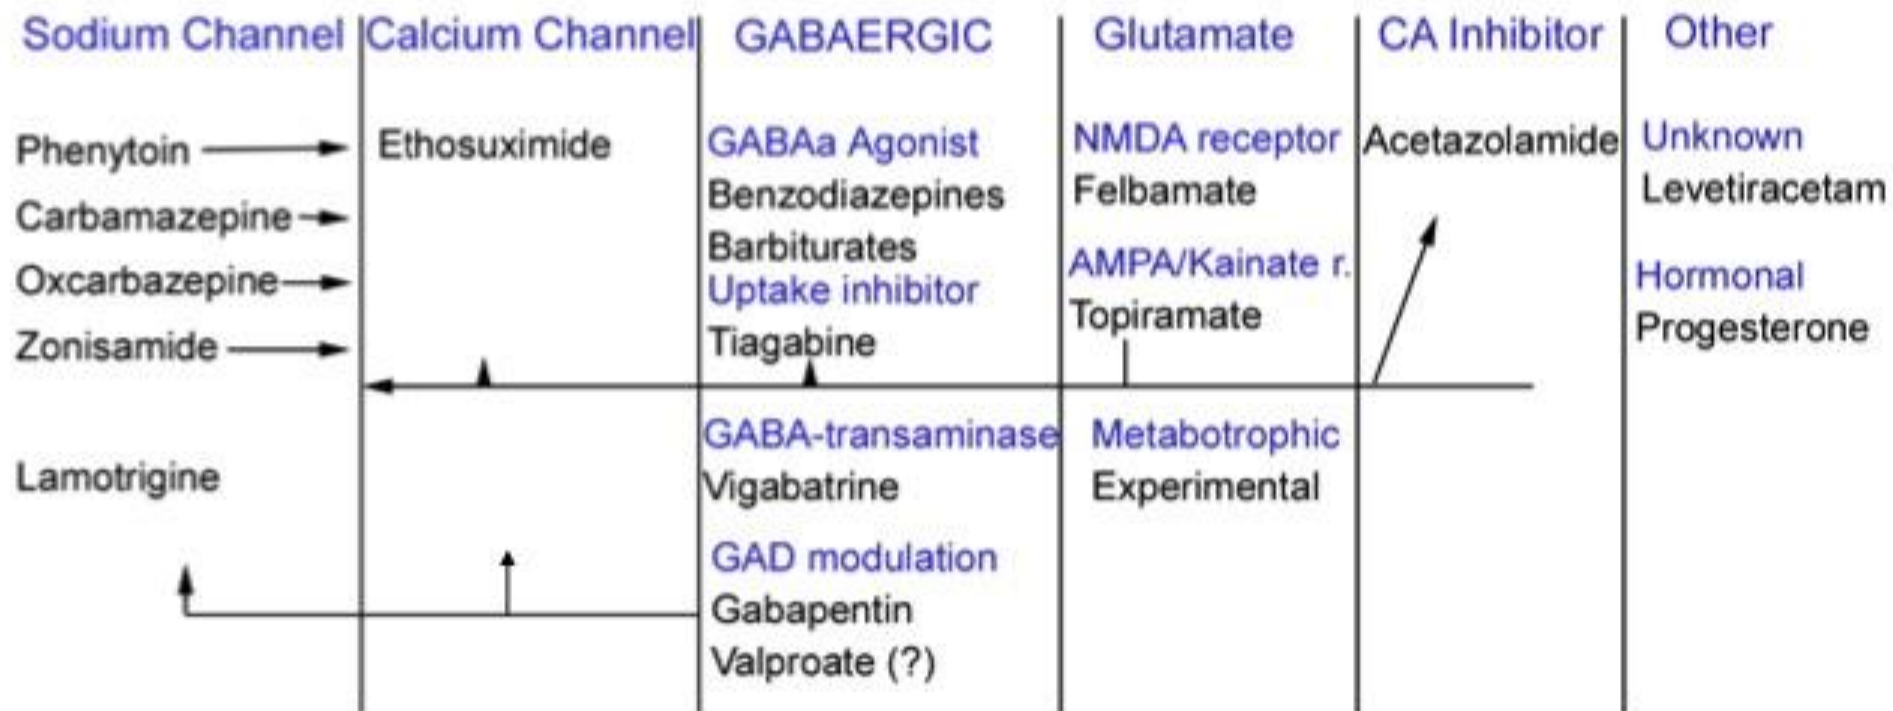 Sodium Channel
Calcium Channel
GABAERGIC
Glutamate
CA Inhibitor
Other
Phenytoin
Carbamazepine
Oxcarbazepine
Zonisamide
Lamotrigine
Ethosuximide
GABAa Agonist
Benzodiazepines
Barbiturates
Uptake inhibitor
Tiagabine
GABA-transaminase
Vigabatrine
GAD modulation
Gabapentin
Valproate (?)
NMDA receptor
Felbamate
AMPA/Kainate r.
Topiramate
Metabotrophic
Experimental
Acetazolamide
Unknown
Levetiracetam
Hormonal
Progesterone